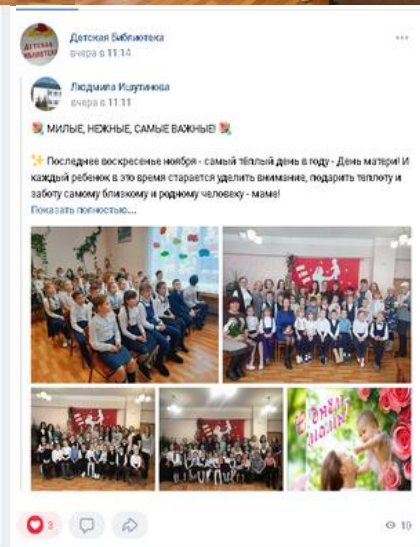 Детская Библиотека
вчера в 11:14
Людмила Ишутинова
вчера в 11:11
МИЛЫЕ, НЕЖНЫЕ, САМЫЕ ВАЖНЫЕ!
Последнее воскресенье ноября - самый тёплый день в году - День матери! И
каждый ребенок в это время старается уделить внимание, подарить теплоту и
заботу самому близкому и родному человеку - маме!
Показать полностью...
С днём
мамы
3
10